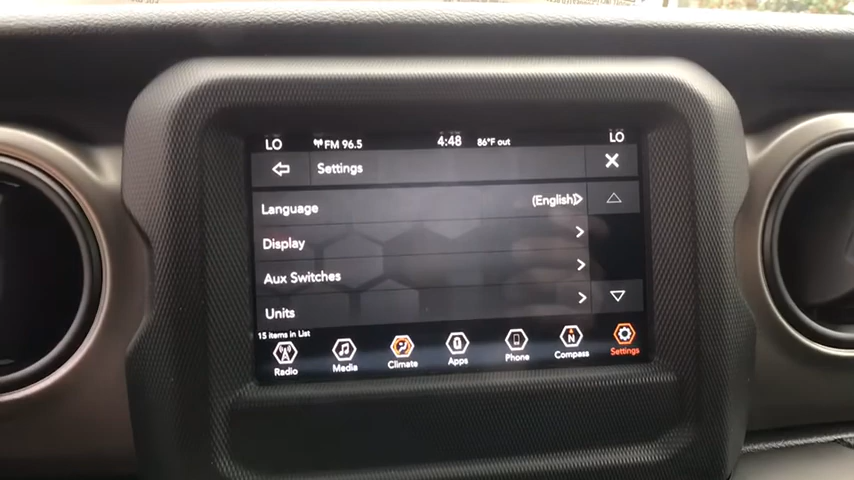 LO FM 96.5 4:48 86°F out LO
Settings
Language (English)
Display
Aux Switches
Units
15 items in List
Radio Media Climate Apps Phone Compass Settings
N